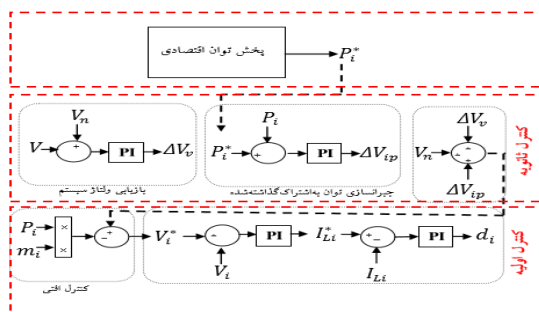 پخش توان اقتصادی
P_i^*
V_n
V
PI
ΔV_v
بازیابی ولتاژ سیستم
P_i
P_i^*
PI
ΔV_ip
جبرانسازی توان به‌اشتراک‌گذاشته‌شده
ΔV_v
V_n
ΔV_ip
کنترل ثانویه
P_i
m_i
×
×
کنترل افتی
V_i^*
V_i
PI
I_Li^*
I_Li
PI
d_i
کنترل اولیه